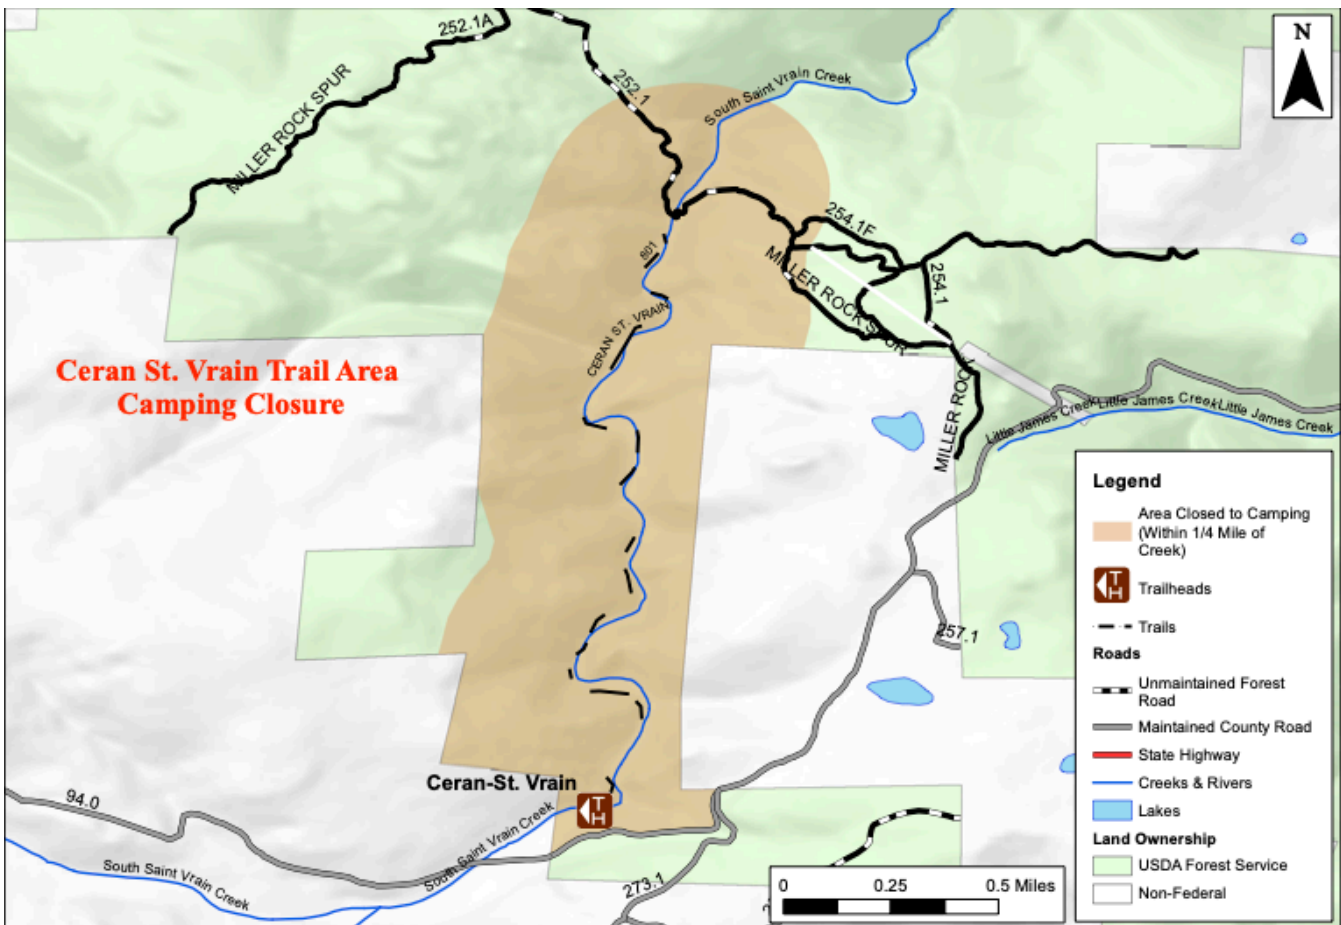 252.1A
N
MILLER ROCK SPUR
252.1
South Saint Vrain Creek
254.1F
801
MILLER ROCK SPUR
254.1
CERAN ST. VRAIN
Ceran St. Vrain Trail Area
Camping Closure
MILLER ROCK
Little James Creek
Little James Creek
Little James Creek
Legend
Area Closed to Camping
(Within 1/4 Mile of
Creek)
TH
Trailheads
Trails
Roads
Unmaintained Forest
Road
Maintained County Road
State Highway
Creeks & Rivers
Lakes
Land Ownership
USDA Forest Service
Non-Federal
257.1
Ceran-St. Vrain
TH
94.0
South Saint Vrain Creek
South Saint Vrain Creek
273.1
0 0.25 0.5 Miles